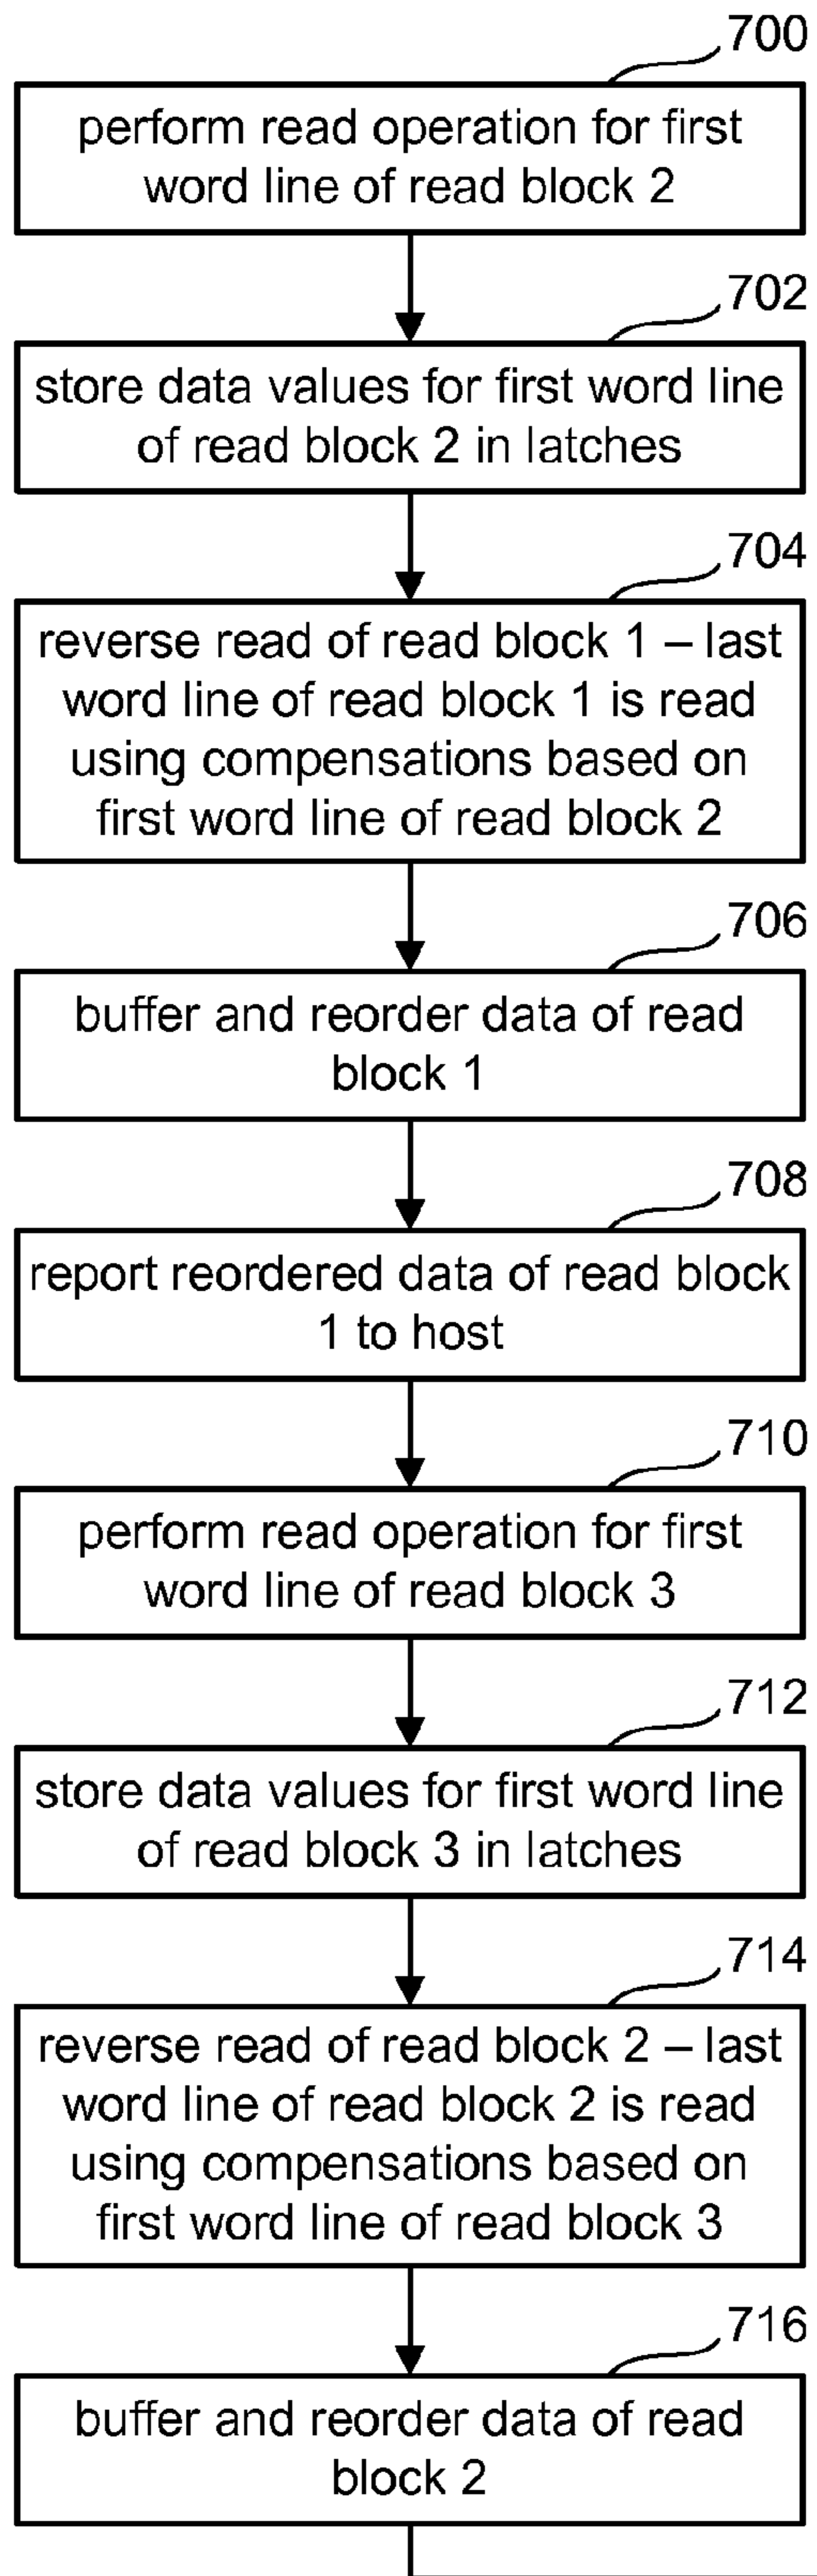 700
perform read operation for first
word line of read block 2
702
store data values for first word line
of read block 2 in latches
704
reverse read of read block 1 – last
word line of read block 1 is read
using compensations based on
first word line of read block 2
706
buffer and reorder data of read
block 1
708
report reordered data of read block
1 to host
710
perform read operation for first
word line of read block 3
712
store data values for first word line
of read block 3 in latches
714
reverse read of read block 2 – last
word line of read block 2 is read
using compensations based on
first word line of read block 3
716
buffer and reorder data of read
block 2